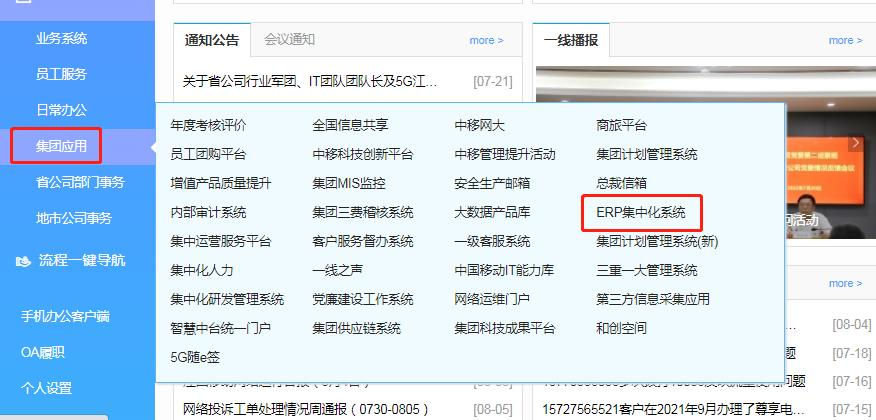 业务系统
员工服务
日常办公
集团应用
省公司部门事务
地市公司事务
流程一键导航
手机办公客户端
OA履职
个人设置
通知公告 会议通知 more >
关于省公司行业军团、IT团队团队长及5G江... [07-21]
一线播报 more >
年度考核评价 全国信息共享 中移网大 商旅平台
员工团购平台 中移科技创新平台 中移管理提升活动 集团计划管理系统
增值产品质量提升 集团MIS监控 安全生产邮箱 总裁信箱
内部审计系统 集团三费稽核系统 大数据产品库 ERP集中化系统
集中运营服务平台 客户服务督办系统 一级客服系统 集团计划管理系统(新)
集中化人力 一线之声 中国移动IT能力库 三重一大管理系统
集中化研发管理系统 党廉建设工作系统 网络运维门户 第三方信息采集应用
智慧中台统一门户 集团供应链系统 集团科技成果平台 和创空间
5G随e签
活动
more >
... [08-04]
题 [07-18]
[07-16]
网络投诉工单处理情况周通报（0730-0805） [08-05]
15727565521客户在2021年9月办理了尊享电... [07-15]